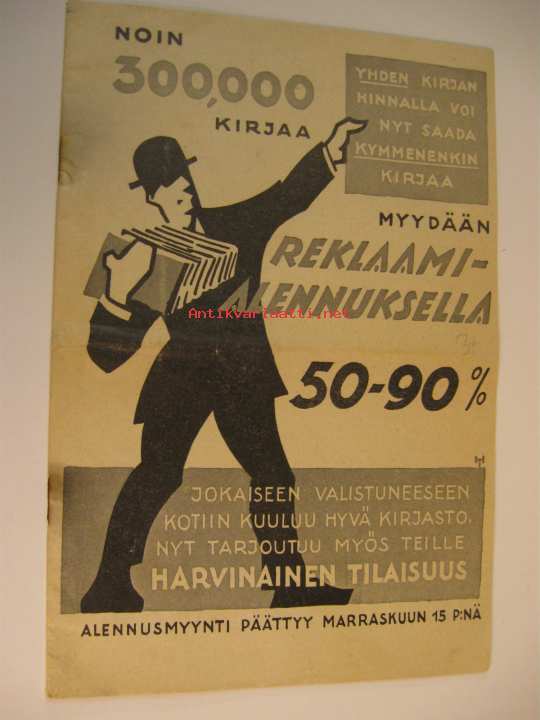 NOIN
300,000
KIRJAA
YHDEN KIRJAN
HINNALLA VOI
NYT SAADA
KYMMENENKIN
KIRJAA
MYYDÄÄN
REKLAAMI-
ALENNUKSELLA
Antikvariaatti.net
50-90 %
JOKAISEEN VALISTUNEESEEN
KOTIIN KUULUU HYVÄ KIRJASTO.
NYT TARJOUTUU MYÖS TEILLE
HARVINAINEN TILAISUUS
ALENNUSMYYNTI PÄÄTTYY MARRASKUUN 15 P:NÄ